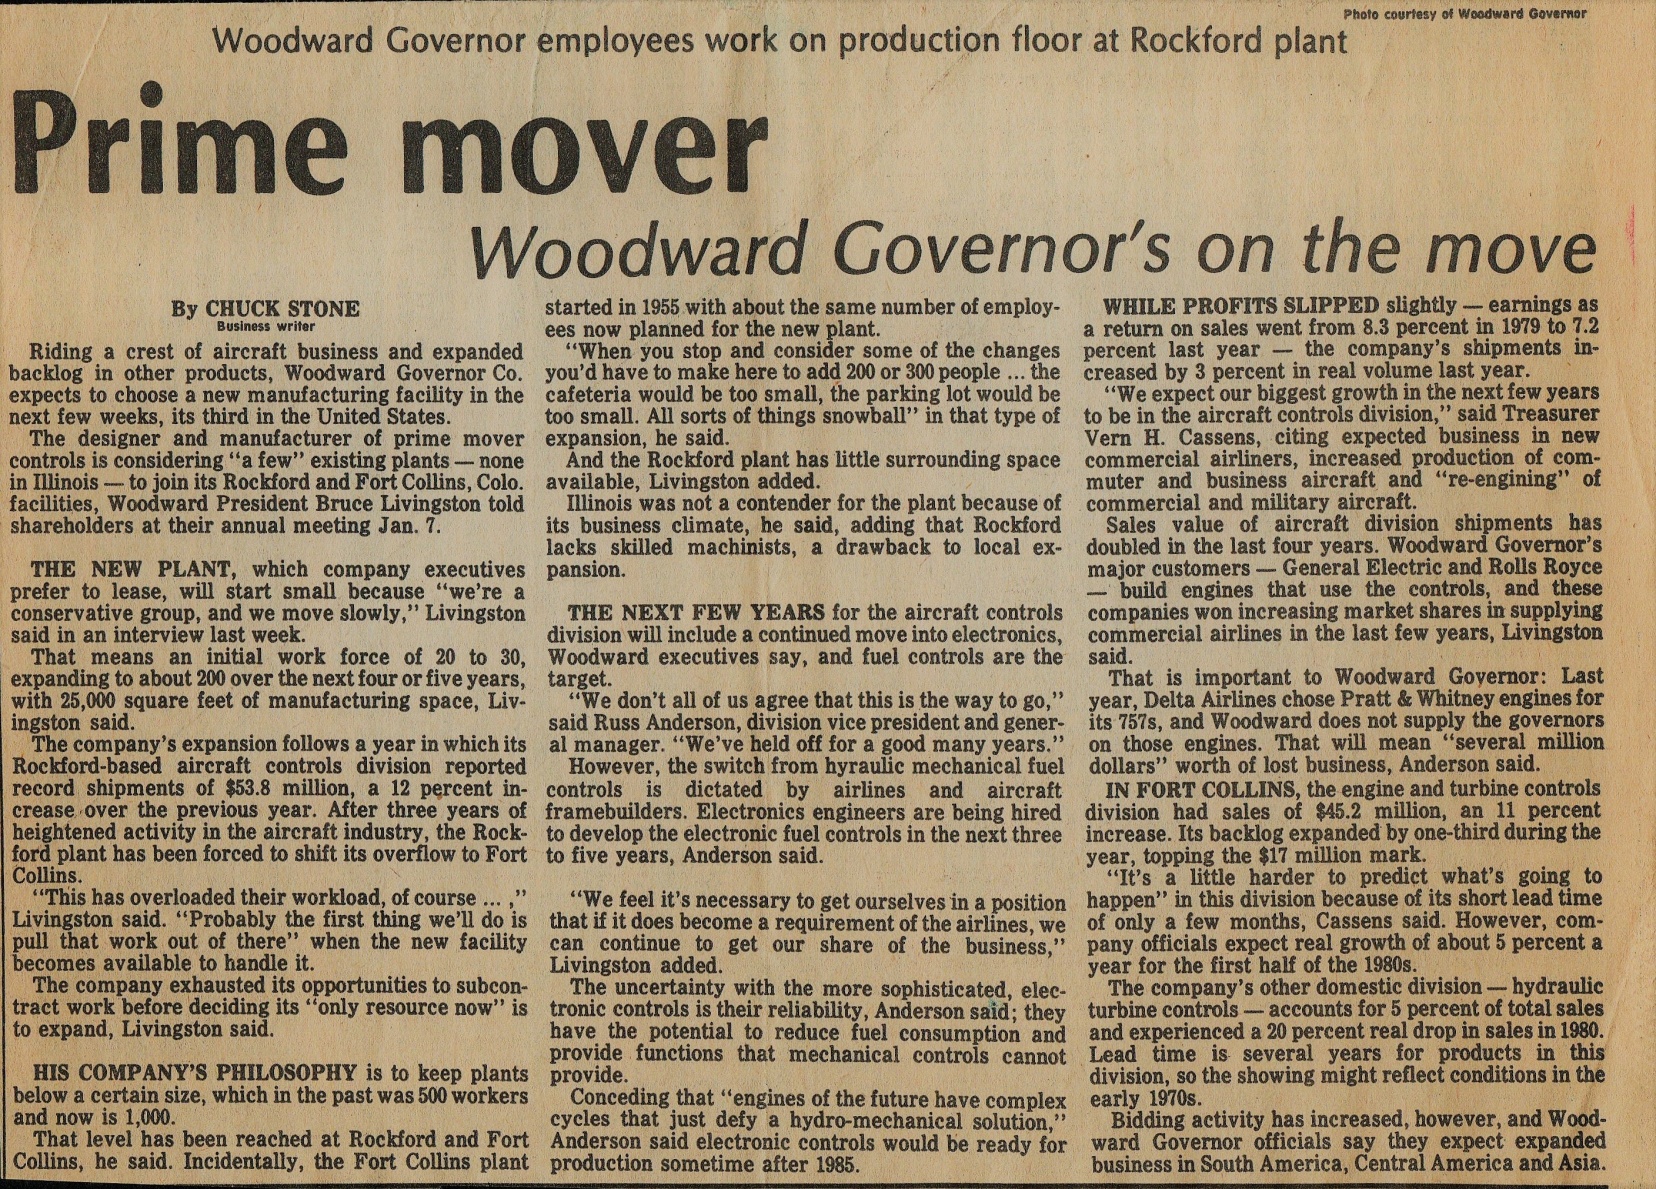 Photo courtesy of Woodward Governor
Woodward Governor employees work on production floor at Rockford plant
Prime mover
Woodward Governor's on the move
By CHUCK STONE
Business writer
Riding a crest of aircraft business and expanded
backlog in other products, Woodward Governor Co.
expects to choose a new manufacturing facility in the
next few weeks, its third in the United States.
The designer and manufacturer of prime mover
controls is considering "a few" existing plants — none
in Illinois — to join its Rockford and Fort Collins, Colo.
facilities, Woodward President Bruce Livingston told
shareholders at their annual meeting Jan. 7.
THE NEW PLANT, which company executives
prefer to lease, will start small because "we're a
conservative group, and we move slowly," Livingston
said in an interview last week.
That means an initial work force of 20 to 30,
expanding to about 200 over the next four or five years,
with 25,000 square feet of manufacturing space, Liv-
ingston said.
The company's expansion follows a year in which its
Rockford-based aircraft controls division reported
record shipments of $53.8 million, a 12 percent in-
crease over the previous year. After three years of
heightened activity in the aircraft industry, the Rock-
ford plant has been forced to shift its overflow to Fort
Collins.
"This has overloaded their workload, of course ... ,"
Livingston said. "Probably the first thing we'll do is
pull that work out of there" when the new facility
becomes available to handle it.
The company exhausted its opportunities to subcon-
tract work before deciding its "only resource now" is
to expand, Livingston said.
HIS COMPANY'S PHILOSOPHY is to keep plants
below a certain size, which in the past was 500 workers
and now is 1,000.
That level has been reached at Rockford and Fort
Collins, he said. Incidentally, the Fort Collins plant
started in 1955 with about the same number of employ-
ees now planned for the new plant.
"When you stop and consider some of the changes
you'd have to make here to add 200 or 300 people ... the
cafeteria would be too small, the parking lot would be
too small. All sorts of things snowball" in that type of
expansion, he said.
And the Rockford plant has little surrounding space
available, Livingston added.
Illinois was not a contender for the plant because of
its business climate, he said, adding that Rockford
lacks skilled machinists, a drawback to local ex-
pansion.
THE NEXT FEW YEARS for the aircraft controls
division will include a continued move into electronics,
Woodward executives say, and fuel controls are the
target.
"We don't all of us agree that this is the way to go,"
said Russ Anderson, division vice president and gener-
al manager. "We've held off for a good many years."
However, the switch from hyraulic mechanical fuel
controls is dictated by airlines and aircraft
framebuilders. Electronics engineers are being hired
to develop the electronic fuel controls in the next three
to five years, Anderson said.
"We feel it's necessary to get ourselves in a position
that if it does become a requirement of the airlines, we
can continue to get our share of the business,"
Livingston added.
The uncertainty with the more sophisticated, elec-
tronic controls is their reliability, Anderson said; they
have the potential to reduce fuel consumption and
provide functions that mechanical controls cannot
provide.
Conceding that "engines of the future have complex
cycles that just defy a hydro-mechanical solution,"
Anderson said electronic controls would be ready for
production sometime after 1985.
WHILE PROFITS SLIPPED slightly — earnings as
a return on sales went from 8.3 percent in 1979 to 7.2
percent last year — the company's shipments in-
creased by 3 percent in real volume last year.
"We expect our biggest growth in the next few years
to be in the aircraft controls division," said Treasurer
Vern H. Cassens, citing expected business in new
commercial airliners, increased production of com-
muter and business aircraft and "re-engining" of
commercial and military aircraft.
Sales value of aircraft division shipments has
doubled in the last four years. Woodward Governor's
major customers — General Electric and Rolls Royce
— build engines that use the controls, and these
companies won increasing market shares in supplying
commercial airlines in the last few years, Livingston
said.
That is important to Woodward Governor: Last
year, Delta Airlines chose Pratt & Whitney engines for
its 757s, and Woodward does not supply the governors
on those engines. That will mean "several million
dollars" worth of lost business, Anderson said.
IN FORT COLLINS, the engine and turbine controls
division had sales of $45.2 million, an 11 percent
increase. Its backlog expanded by one-third during the
year, topping the $17 million mark.
"It's a little harder to predict what's going to
happen" in this division because of its short lead time
of only a few months, Cassens said. However, com-
pany officials expect real growth of about 5 percent a
year for the first half of the 1980s.
The company's other domestic division — hydraulic
turbine controls — accounts for 5 percent of total sales
and experienced a 20 percent real drop in sales in 1980.
Lead time is several years for products in this
division, so the showing might reflect conditions in the
early 1970s.
Bidding activity has increased, however, and Wood-
ward Governor officials say they expect expanded
business in South America, Central America and Asia.